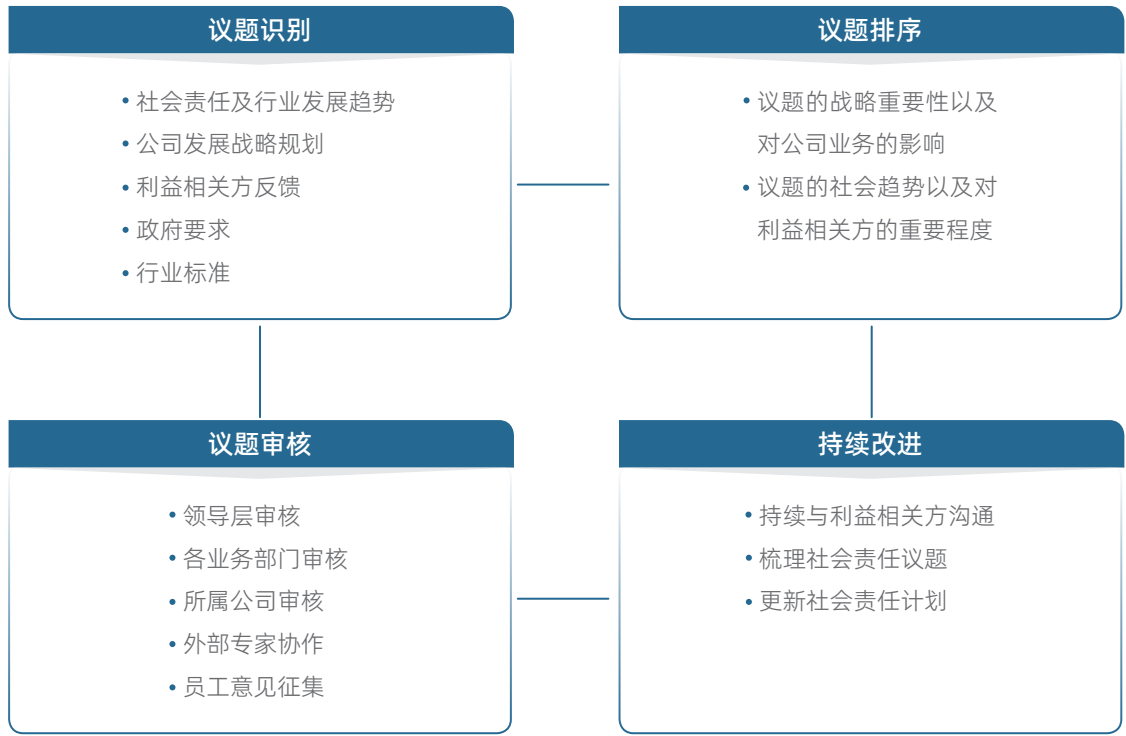 议题识别
• 社会责任及行业发展趋势
• 公司发展战略规划
• 利益相关方反馈
• 政府要求
• 行业标准
议题排序
• 议题的战略重要性以及
对公司业务的影响
• 议题的社会趋势以及对
利益相关方的重要程度
议题审核
• 领导层审核
• 各业务部门审核
• 所属公司审核
• 外部专家协作
• 员工意见征集
持续改进
• 持续与利益相关方沟通
• 梳理社会责任议题
• 更新社会责任计划